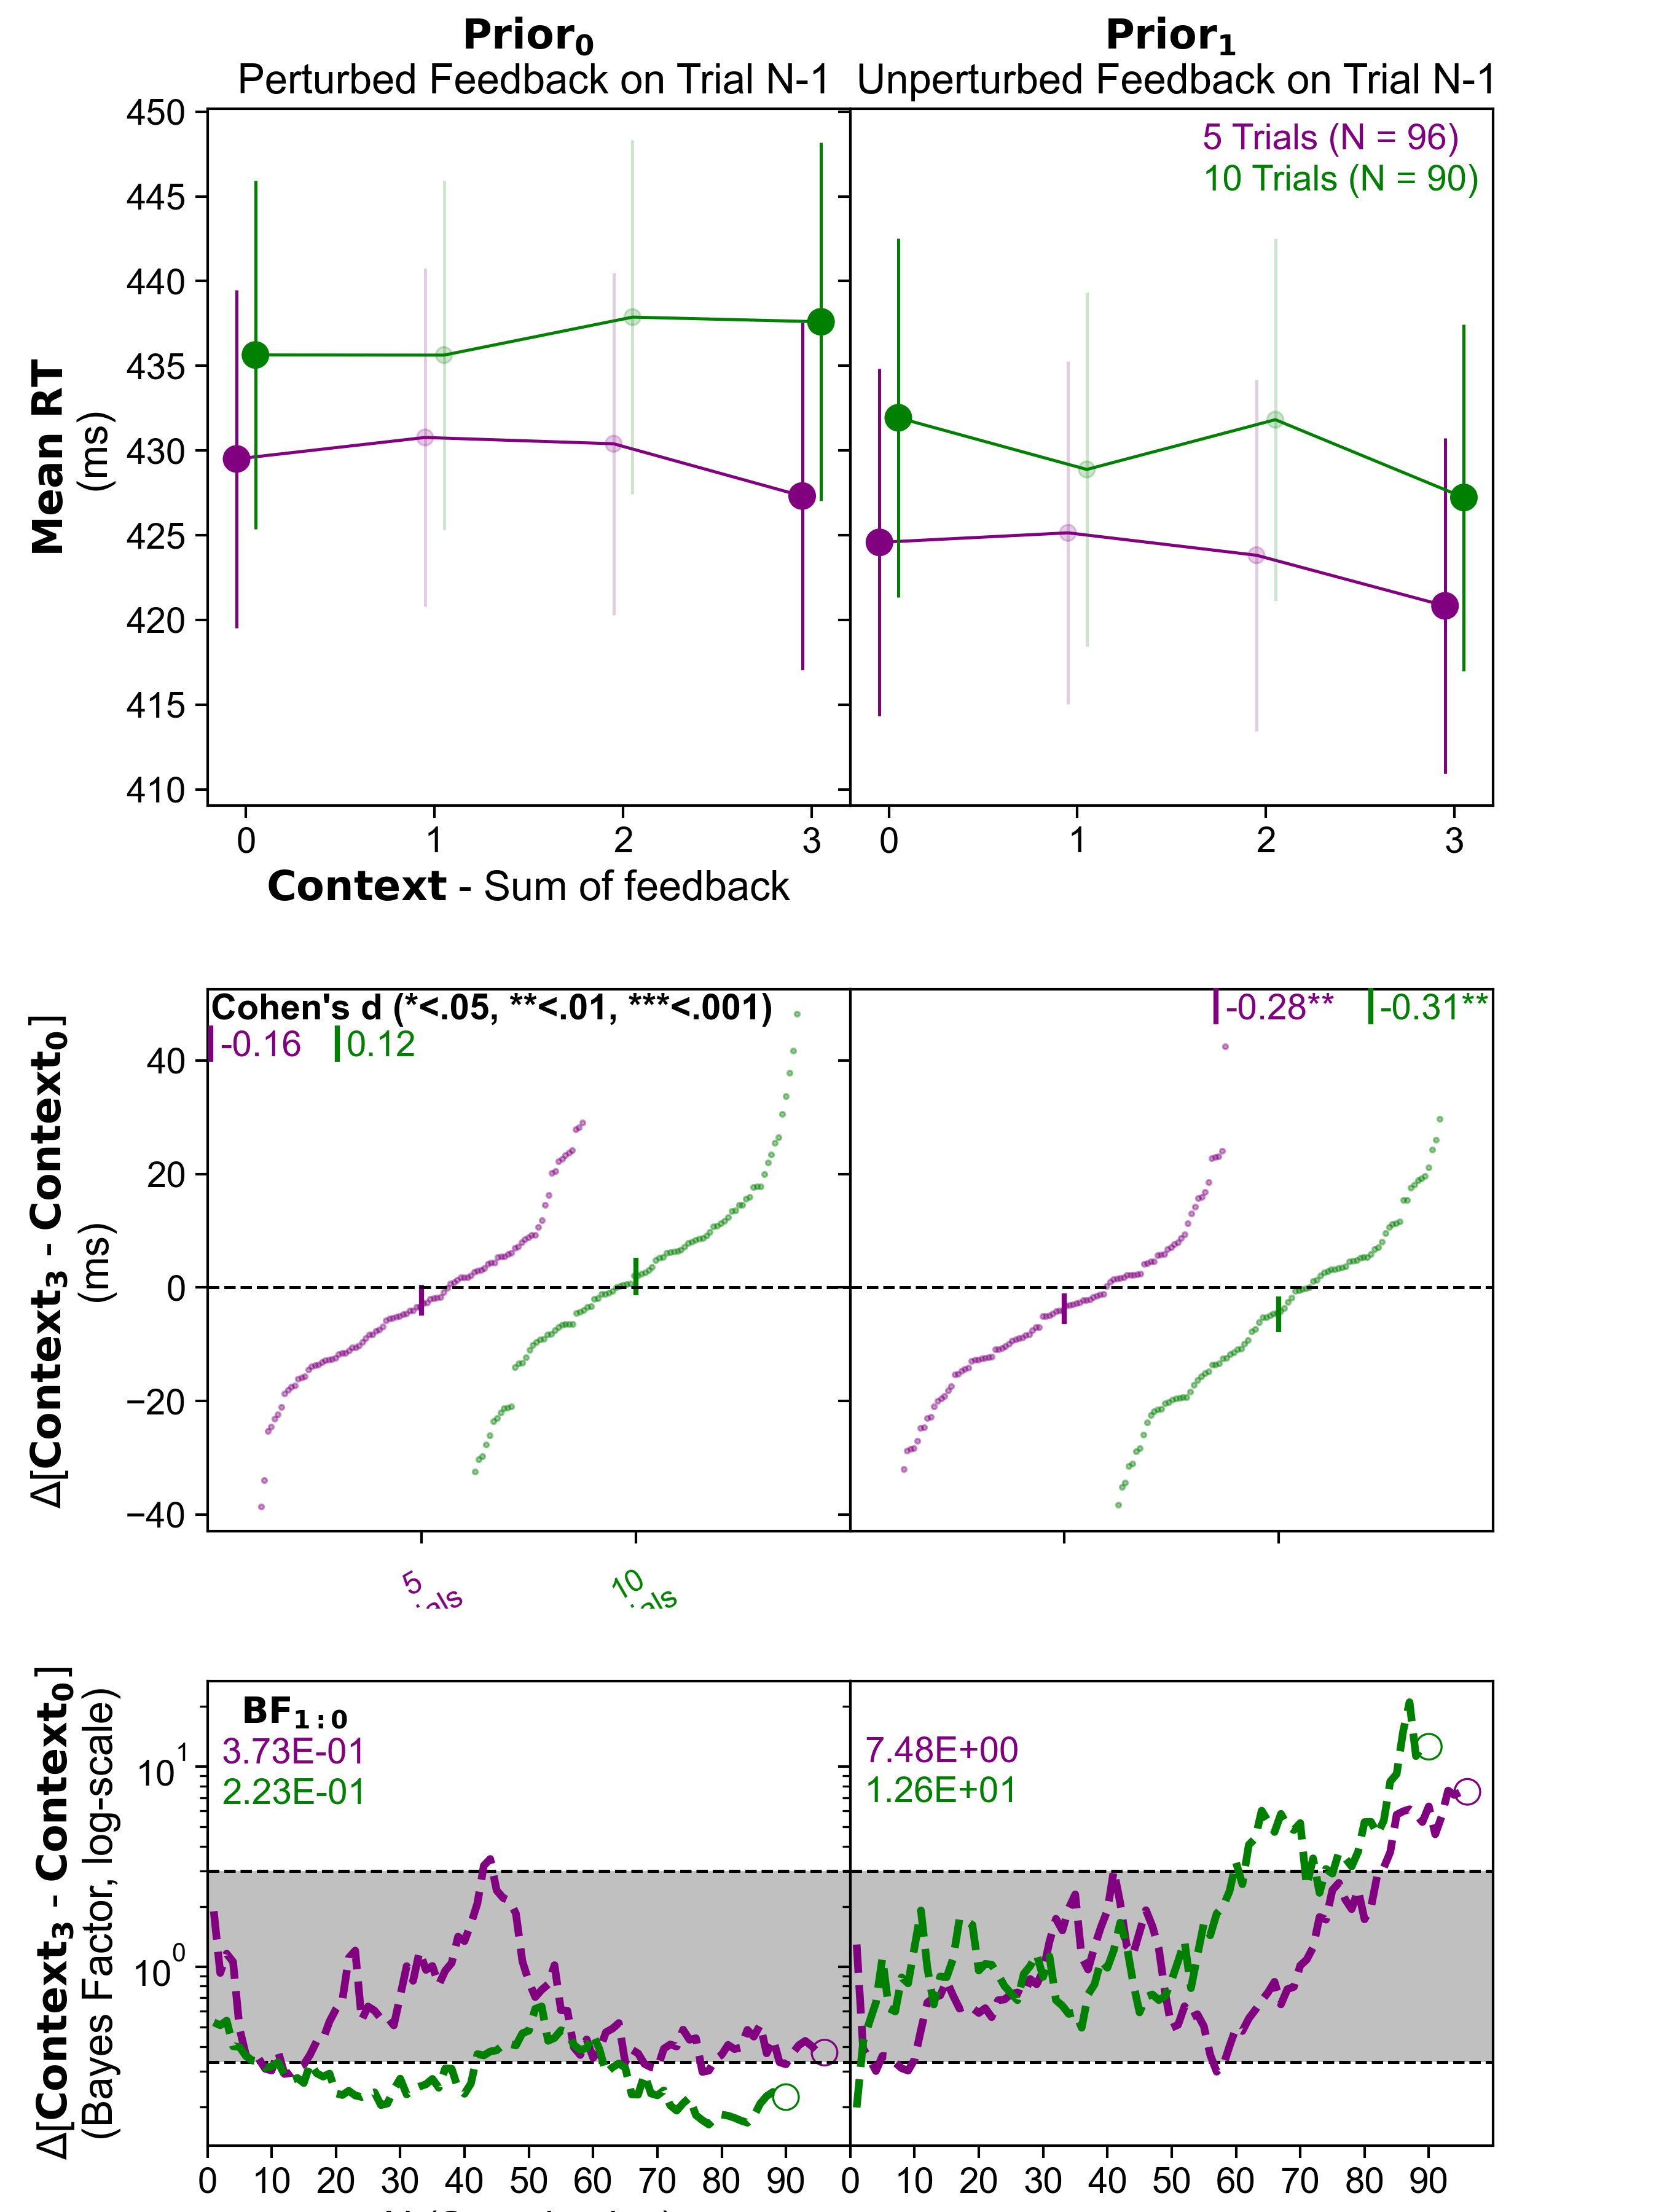 Prior0 Prior1
Perturbed Feedback on Trial N-1 Unperturbed Feedback on Trial N-1
5 Trials (N = 96)
10 Trials (N = 90)
Mean RT
(ms)
450
445
440
435
430
425
420
415
410
0 1 2 3 0 1 2 3
Context - Sum of feedback
Cohen's d (*<.05, **<.01, ***<.001)
-0.16 0.12
-0.28** -0.31**
Δ[Context3 - Context0]
(ms)
40
20
0
−20
−40
5 10
BF1:0
3.73E-01
2.23E-01
7.48E+00
1.26E+01
Δ[Context3 - Context0]
(Bayes Factor, log-scale)
10^1
10^0
0 10 20 30 40 50 60 70 80 90 0 10 20 30 40 50 60 70 80 90